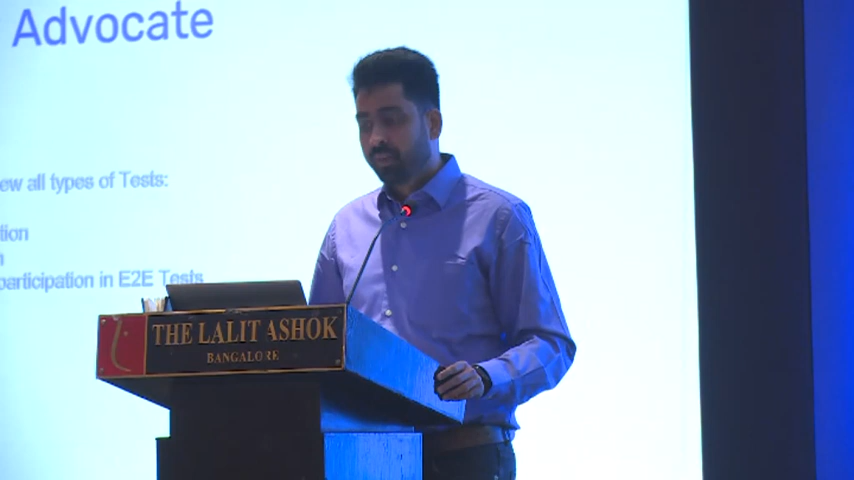 Advocate
ew all types of Tests:
tion
n
participation in E2E Tests
THE LALIT ASHOK
BANGALORE